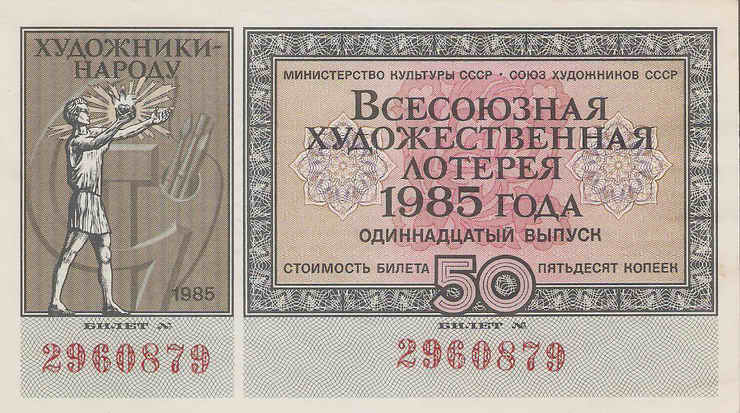 ХУДОЖНИКИ-
НАРОДУ
1985
БИЛЕТ №
2960879
МИНИСТЕРСТВО КУЛЬТУРЫ СССР · СОЮЗ ХУДОЖНИКОВ СССР
ВСЕСОЮЗНАЯ
ХУДОЖЕСТВЕННАЯ
ЛОТЕРЕЯ
1985 ГОДА
ОДИННАДЦАТЫЙ ВЫПУСК
СТОИМОСТЬ БИЛЕТА 50 ПЯТЬДЕСЯТ КОПЕЕК
БИЛЕТ №
2960879